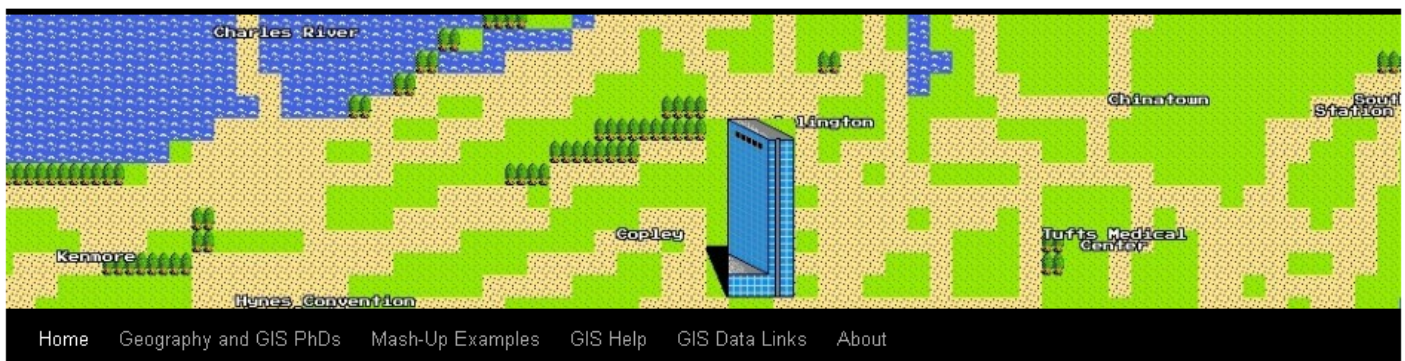 Charles River
Chinatown
South
Station
Copley
Tufts Medical
Center
Kenmore
Hynes Convention
Home Geography and GIS PhDs Mash-Up Examples GIS Help GIS Data Links About